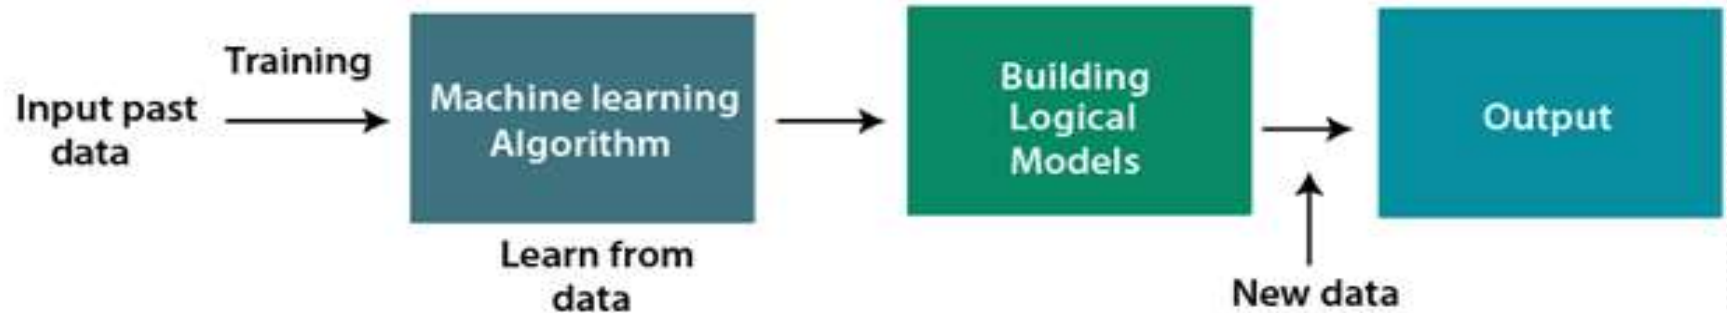 Training
Input past
data
Machine learning
Algorithm
Learn from
data
Building
Logical
Models
Output
New data